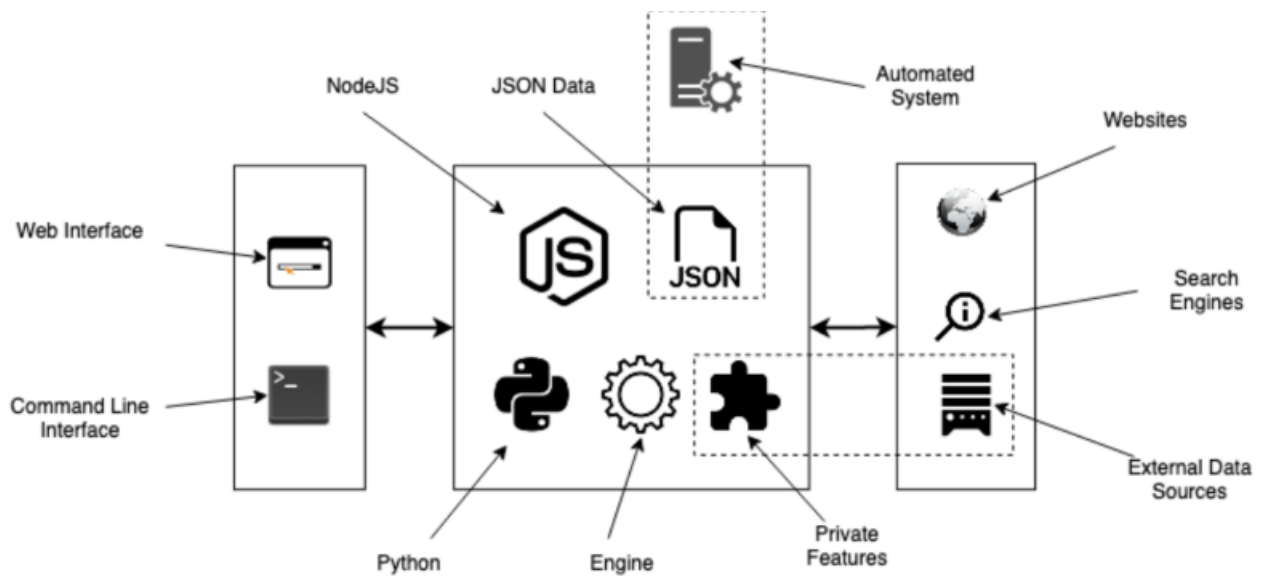 NodeJS
JSON Data
Automated
System
Websites
Web Interface
JS
JSON
Search
Engines
>_
Command Line
Interface
External Data
Sources
Python
Engine
Private
Features